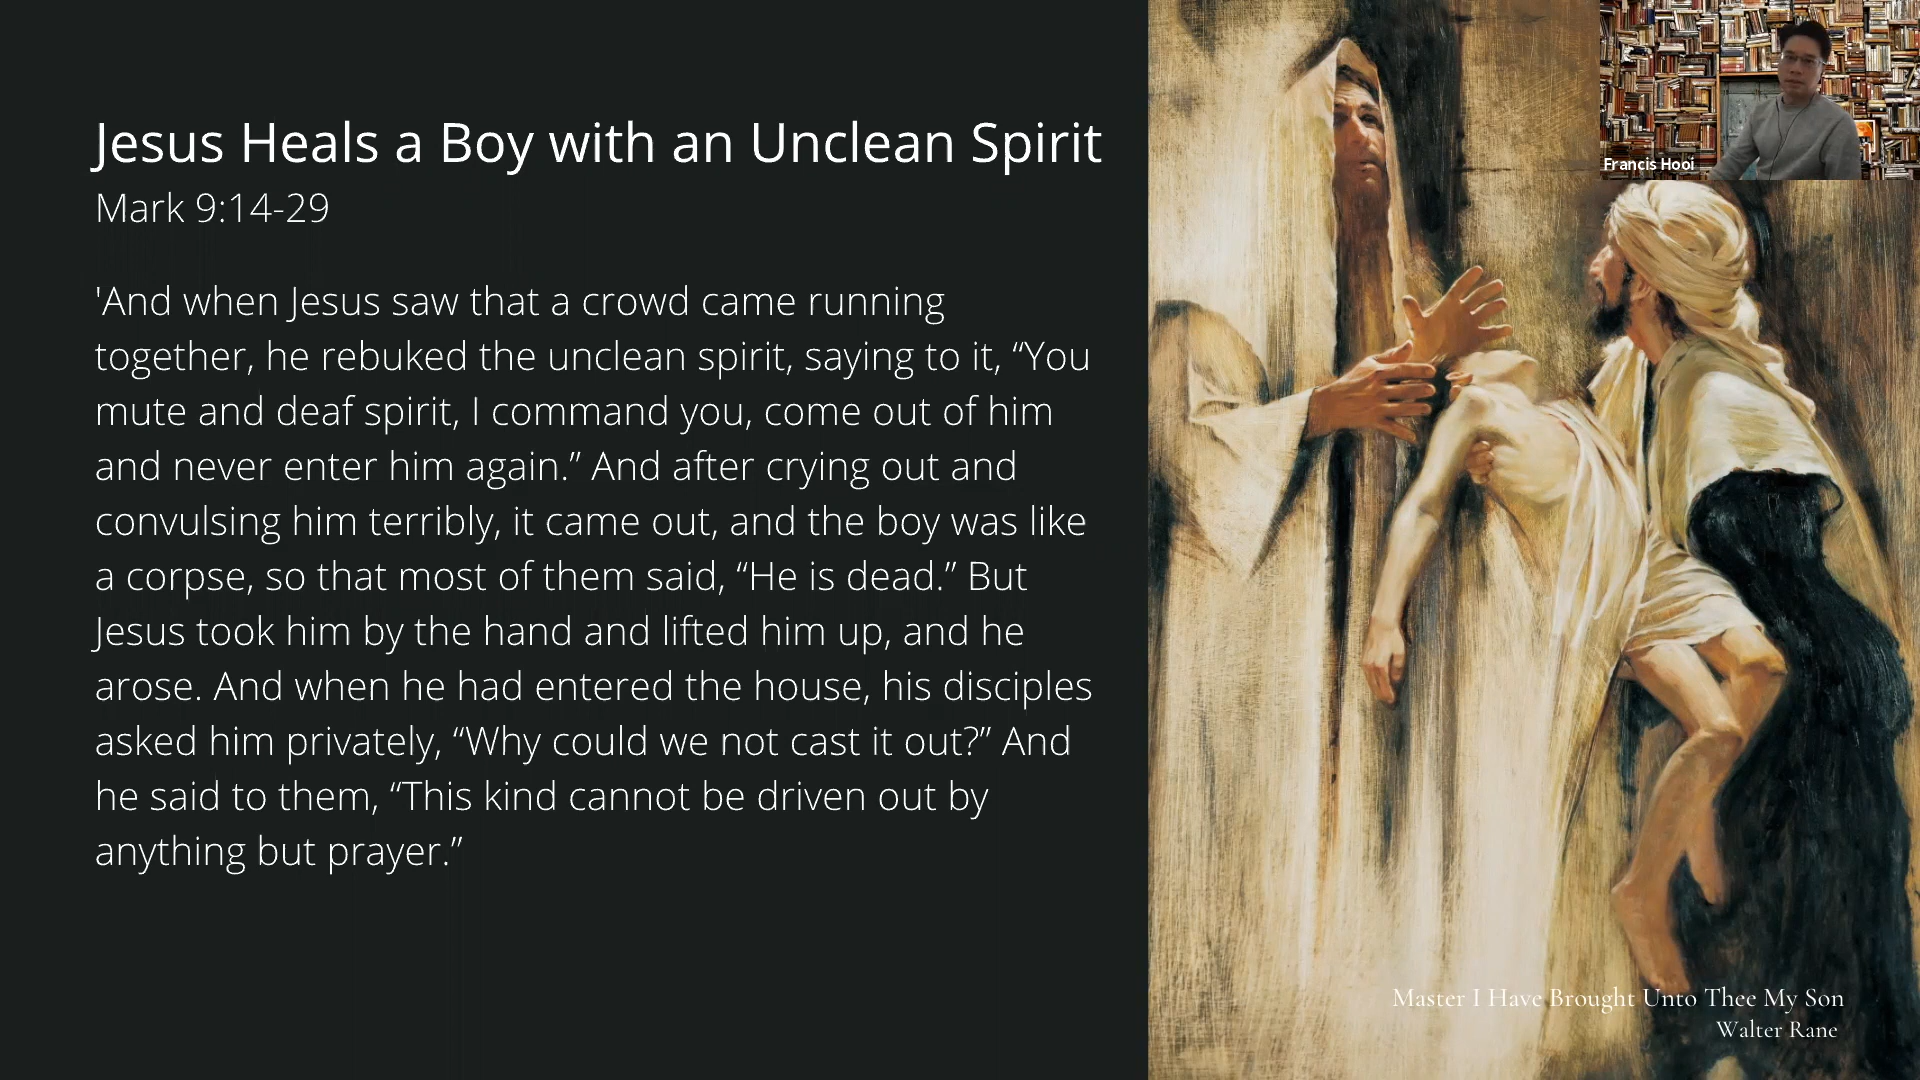 Jesus Heals a Boy with an Unclean Spirit
Mark 9:14-29
'And when Jesus saw that a crowd came running
together, he rebuked the unclean spirit, saying to it, “You
mute and deaf spirit, I command you, come out of him
and never enter him again.” And after crying out and
convulsing him terribly, it came out, and the boy was like
a corpse, so that most of them said, “He is dead.” But
Jesus took him by the hand and lifted him up, and he
arose. And when he had entered the house, his disciples
asked him privately, “Why could we not cast it out?” And
he said to them, “This kind cannot be driven out by
anything but prayer.”
Francis Hooi
Master I Have Brought Unto Thee My Son
Walter Rane